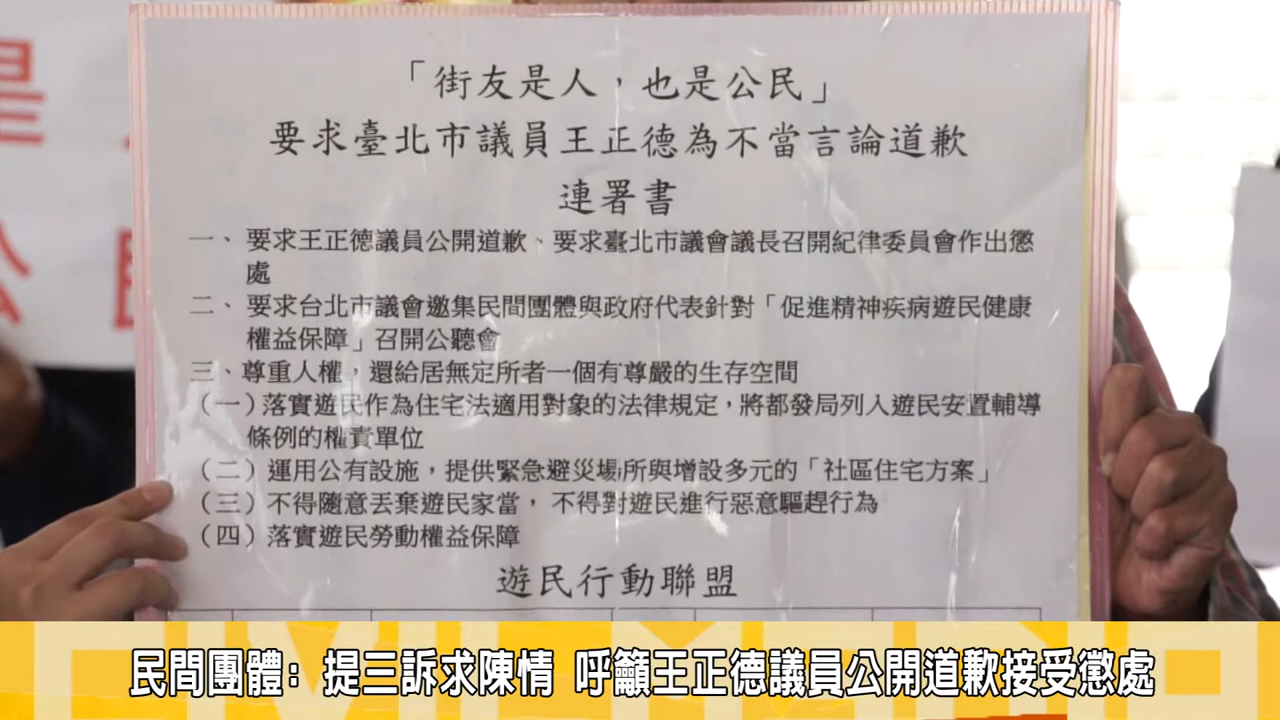 「街友是人，也是公民」
要求臺北市議員王正德為不當言論道歉
連署書
一、要求王正德議員公開道歉、要求臺北市議會議長召開紀律委員會作出懲
處
二、要求台北市議會邀集民間團體與政府代表針對「促進精神疾病遊民健康
權益保障」召開公聽會
三、尊重人權，還給居無定所者一個有尊嚴的生存空間
（一）落實遊民作為住宅法適用對象的法律規定，將都發局列入遊民安置輔導
條例的權責單位
（二）運用公有設施，提供緊急避災場所與增設多元的「社區住宅方案」
（三）不得隨意丟棄遊民家當， 不得對遊民進行惡意驅趕行為
（四）落實遊民勞動權益保障
遊民行動聯盟
是
公
民間團體：提三訴求陳情 呼籲王正德議員公開道歉接受懲處